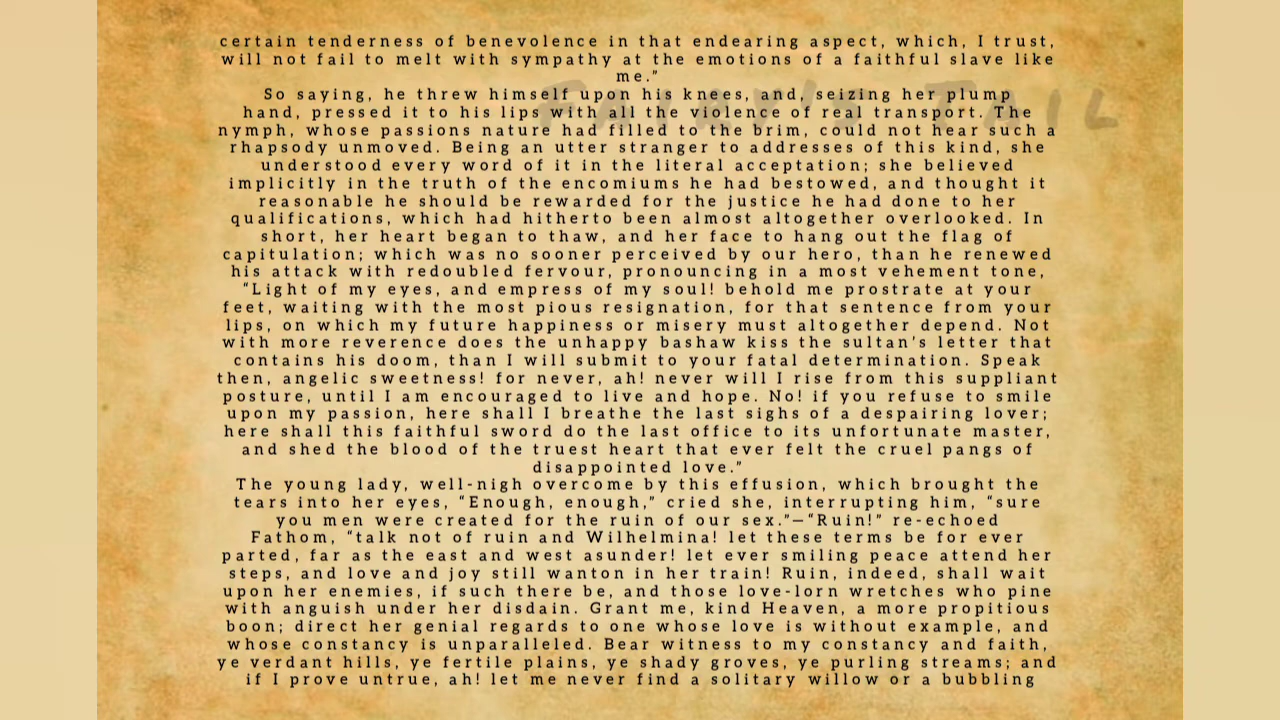 certain tenderness of benevolence in that endearing aspect, which, I trust,
will not fail to melt with sympathy at the emotions of a faithful slave like
me.”
So saying, he threw himself upon his knees, and, seizing her plump
hand, pressed it to his lips with all the violence of real transport. The
nymph, whose passions nature had filled to the brim, could not hear such a
rhapsody unmoved. Being an utter stranger to addresses of this kind, she
understood every word of it in the literal acceptation; she believed
implicitly in the truth of the encomiums he had bestowed, and thought it
reasonable he should be rewarded for the justice he had done to her
qualifications, which had hitherto been almost altogether overlooked. In
short, her heart began to thaw, and her face to hang out the flag of
capitulation; which was no sooner perceived by our hero, than he renewed
his attack with redoubled fervour, pronouncing in a most vehement tone,
“Light of my eyes, and empress of my soul! behold me prostrate at your
feet, waiting with the most pious resignation, for that sentence from your
lips, on which my future happiness or misery must altogether depend. Not
with more reverence does the unhappy bashaw kiss the sultan's letter that
contains his doom, than I will submit to your fatal determination. Speak
then, angelic sweetness! for never, ah! never will I rise from this suppliant
posture, until I am encouraged to live and hope. No! if you refuse to smile
upon my passion, here shall I breathe the last sighs of a despairing lover;
here shall this faithful sword do the last office to its unfortunate master,
and shed the blood of the truest heart that ever felt the cruel pangs of
disappointed love.”
The young lady, well-nigh overcome by this effusion, which brought the
tears into her eyes, “Enough, enough,” cried she, interrupting him, “sure
you men were created for the ruin of our sex.”—“Ruin!” re-echoed
Fathom, “talk not of ruin and Wilhelmina! let these terms be for ever
parted, far as the east and west asunder! let ever smiling peace attend her
steps, and love and joy still wanton in her train! Ruin, indeed, shall wait
upon her enemies, if such there be, and those love-lorn wretches who pine
with anguish under her disdain. Grant me, kind Heaven, a more propitious
boon; direct her genial regards to one whose love is without example, and
whose constancy is unparalleled. Bear witness to my constancy and faith,
ye verdant hills, ye fertile plains, ye shady groves, ye purling streams; and
if I prove untrue, ah! let me never find a solitary willow or a bubbling